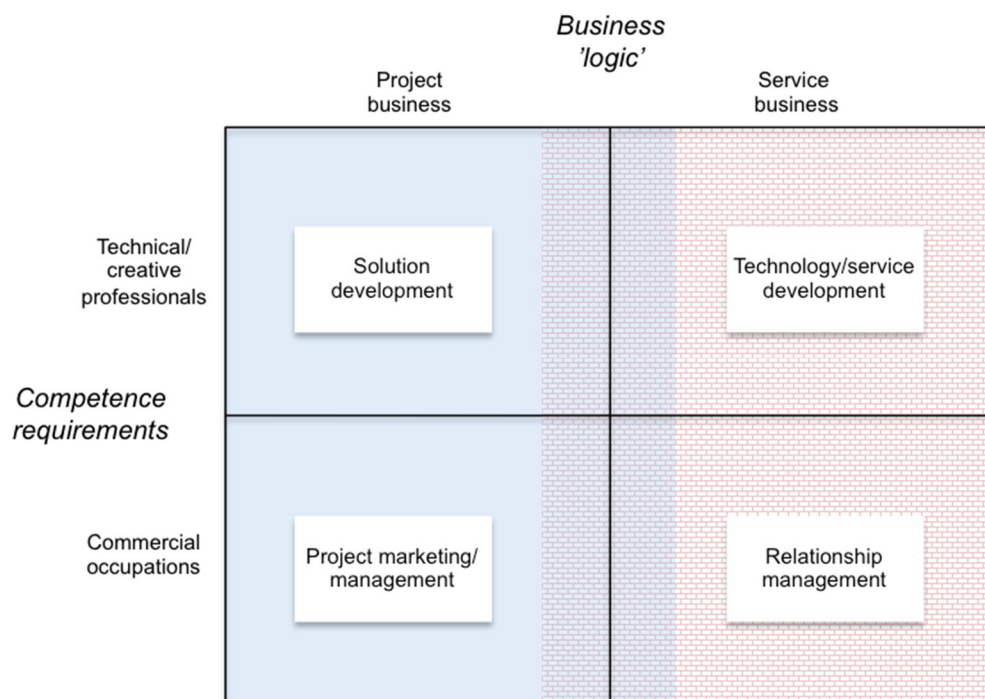 Business
’logic’
Project
business
Service
business
Technical/
creative
professionals
Solution
development
Technology/service
development
Competence
requirements
Commercial
occupations
Project marketing/
management
Relationship
management